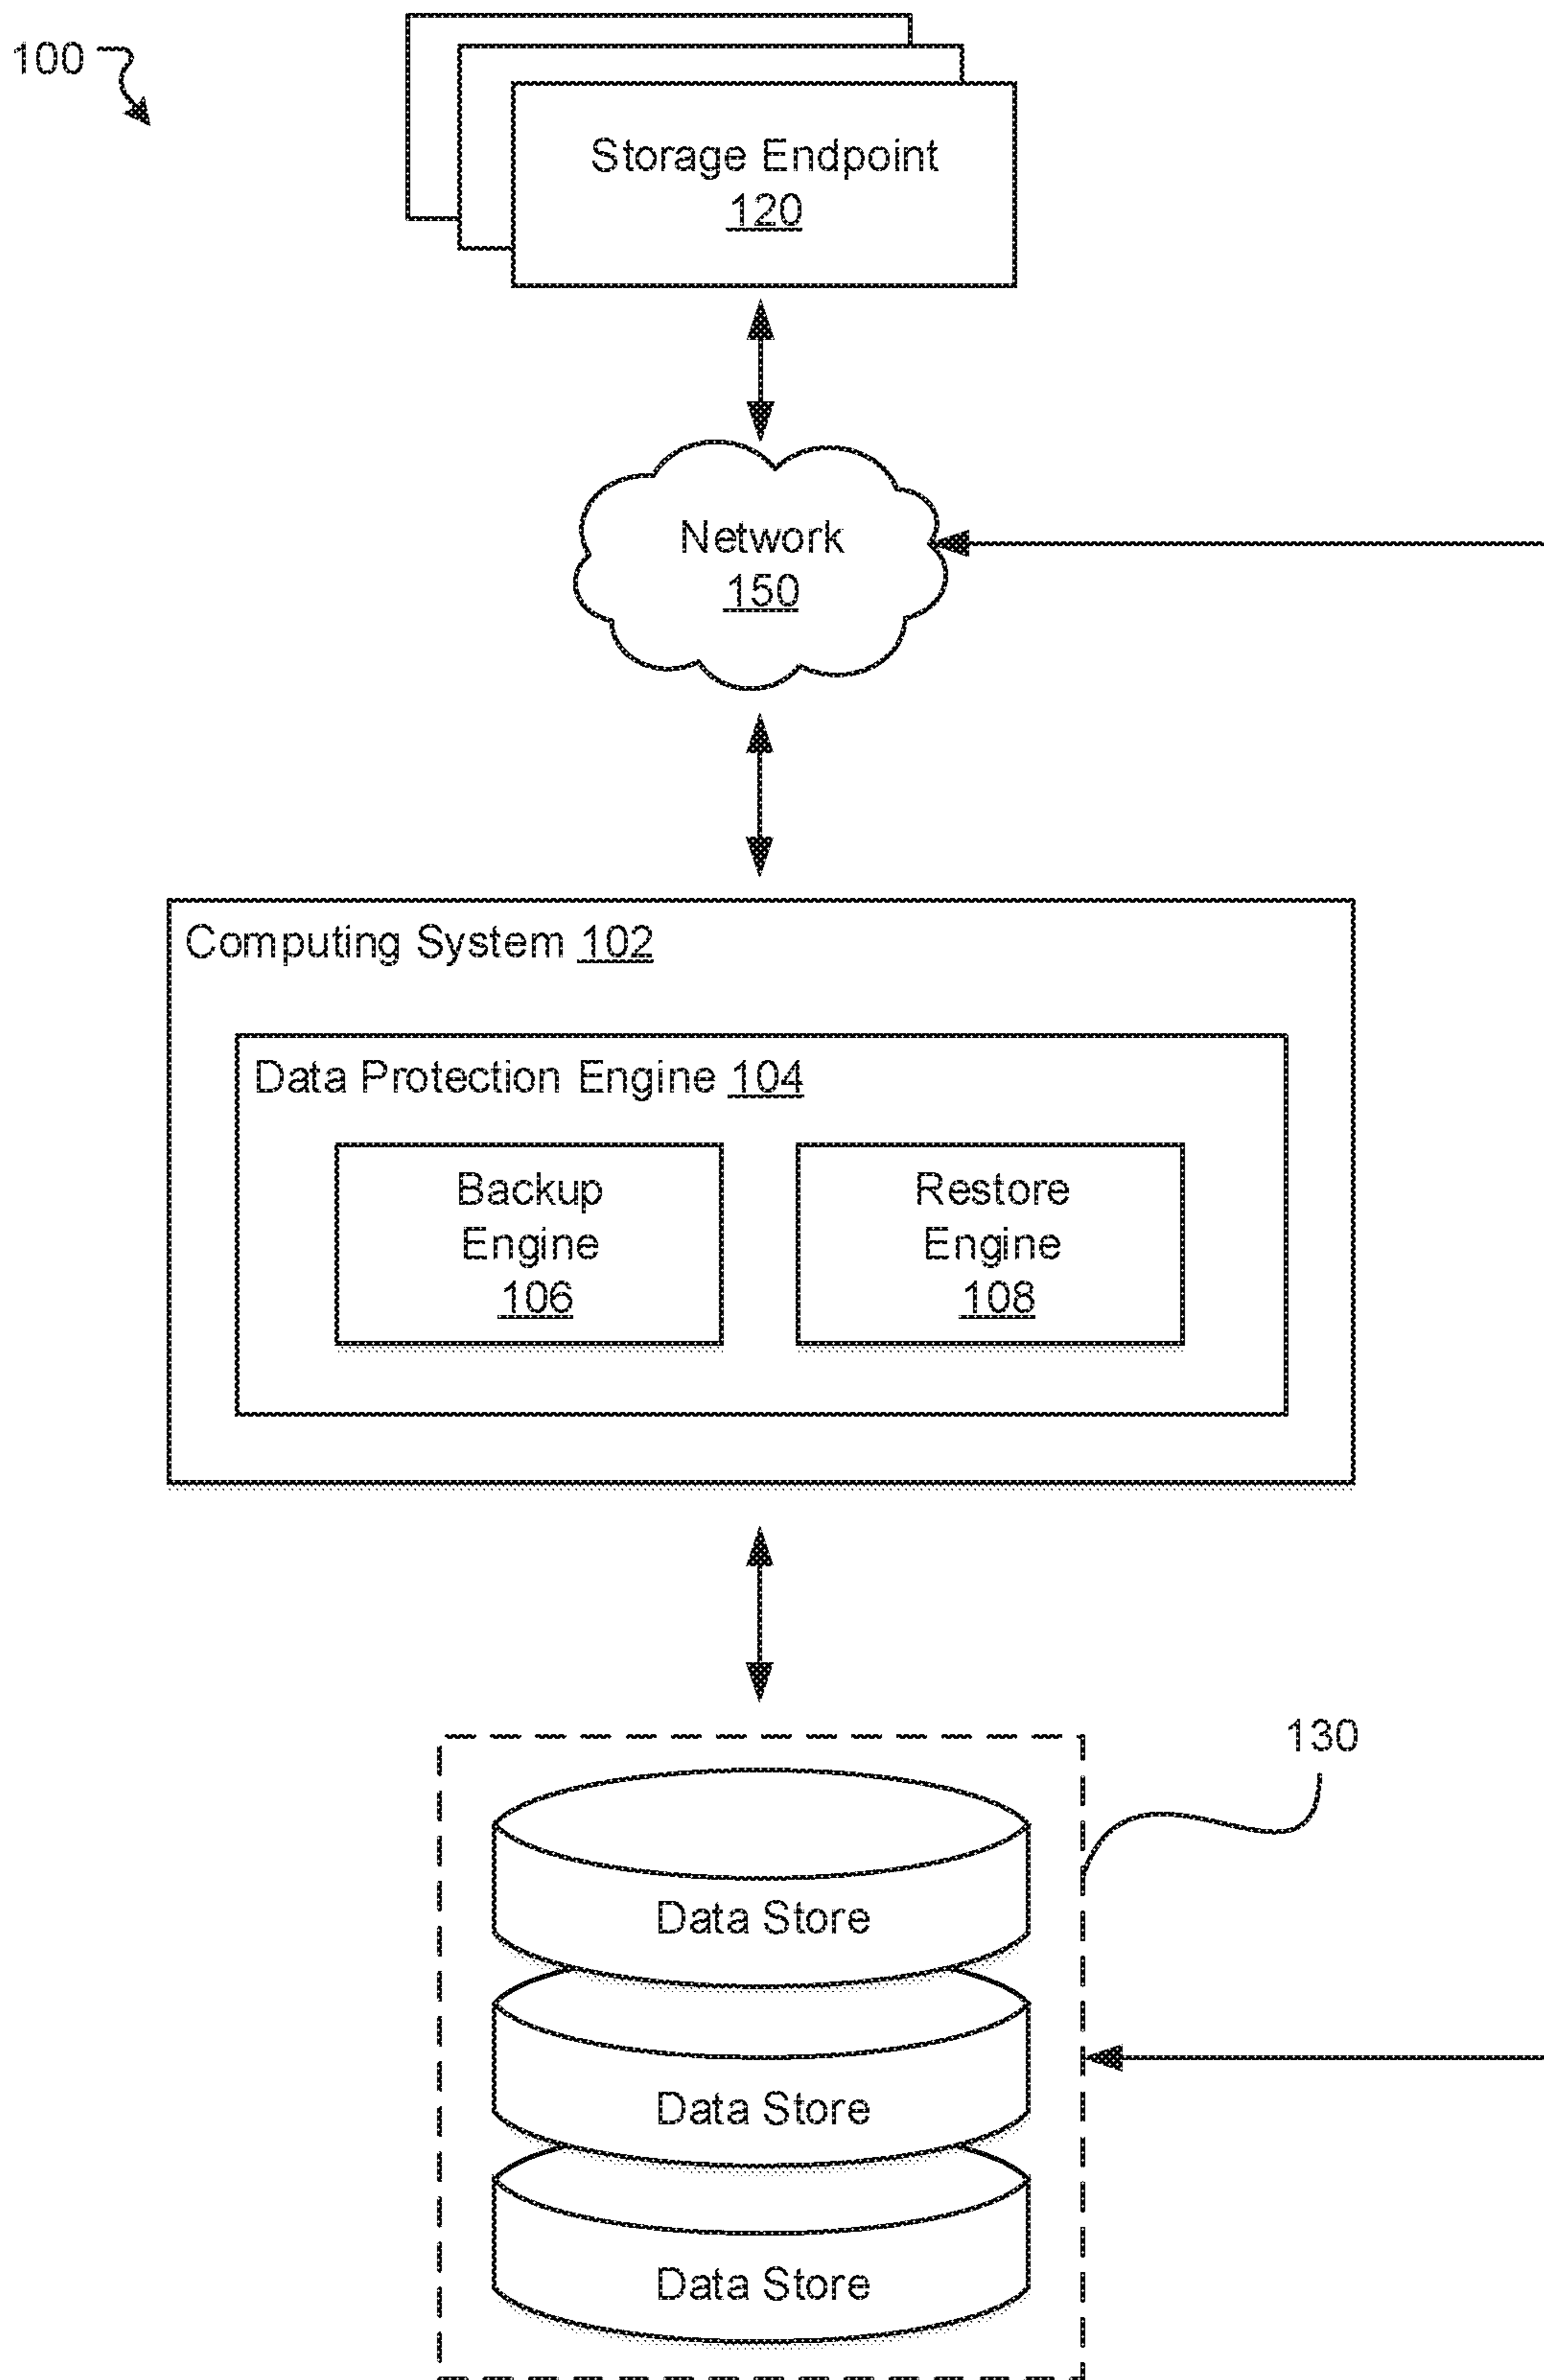 100
Storage Endpoint
120
Network
150
Computing System 102
Data Protection Engine 104
Backup
Engine
106
Restore
Engine
108
130
Data Store
Data Store
Data Store